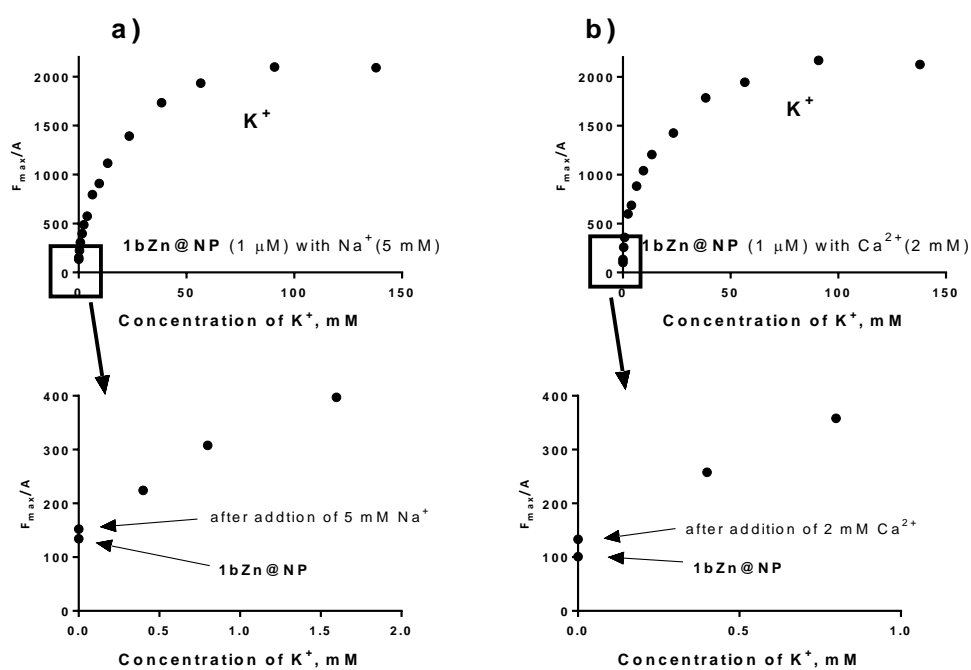 a)
F_max/A
2000
1500
1000
500
0
K⁺
1bZn@NP (1 μM) with Na⁺(5 mM)
0 50 100 150
Concentration of K⁺, mM
b)
F_max/A
2000
1500
1000
500
0
K⁺
1bZn@NP (1 μM) with Ca²⁺(2 mM)
0 50 100 150
Concentration of K⁺, mM
F_max/A
400
300
200
100
0
after addtion of 5 mM Na⁺
1bZn@NP
0.0 0.5 1.0 1.5 2.0
Concentration of K⁺, mM
F_max/A
400
300
200
100
0
after addition of 2 mM Ca²⁺
1bZn@NP
0.0 0.5 1.0
Concentration of K⁺, mM